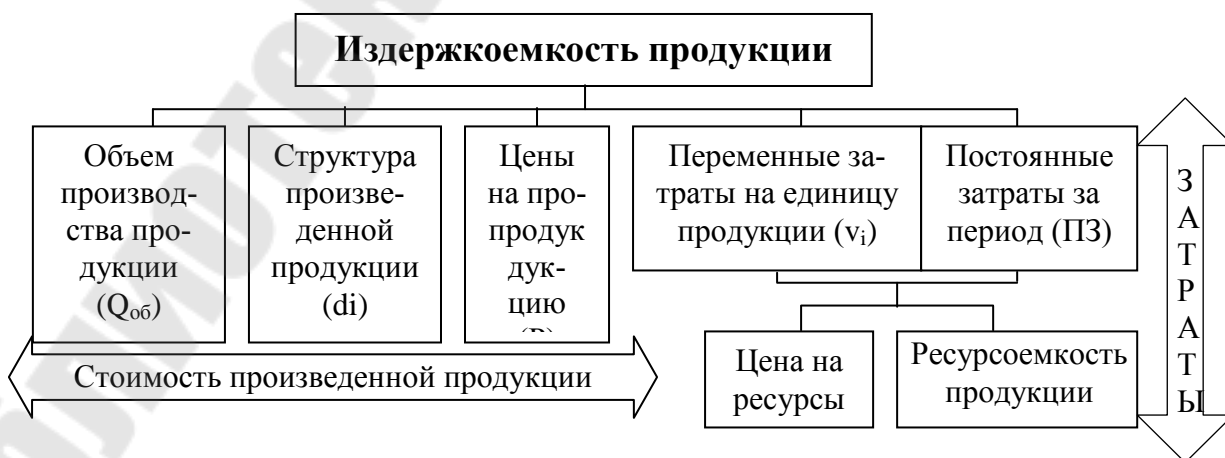 Издержкоемкость продукции
Объем
производ-
ства про-
дукции
(Qоб)
Структура
произве-
денной
продукции
(di)
Цены
на про-
продук
дук-
цию
Переменные за-
траты на единицу
продукции (vi)
Постоянные
затраты за
период (ПЗ)
Стоимость произведенной продукции
Цена на
ресурсы
Ресурсоемкость
продукции
З
А
Т
Р
А
Т
Ы